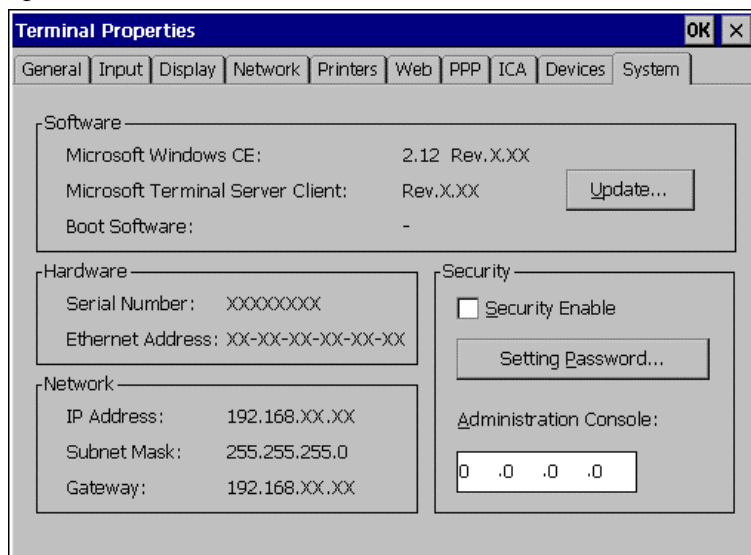 Terminal Properties OK ×
General Input Display Network Printers Web PPP ICA Devices System
Software
Microsoft Windows CE: 2.12 Rev.X.XX
Microsoft Terminal Server Client: Rev.X.XX Update...
Boot Software: -
Hardware
Serial Number: XXXXXXXX
Ethernet Address: XX-XX-XX-XX-XX-XX
Network
IP Address: 192.168.XX.XX
Subnet Mask: 255.255.255.0
Gateway: 192.168.XX.XX
Security
Security Enable
Setting Password...
Administration Console:
0 .0 .0 .0